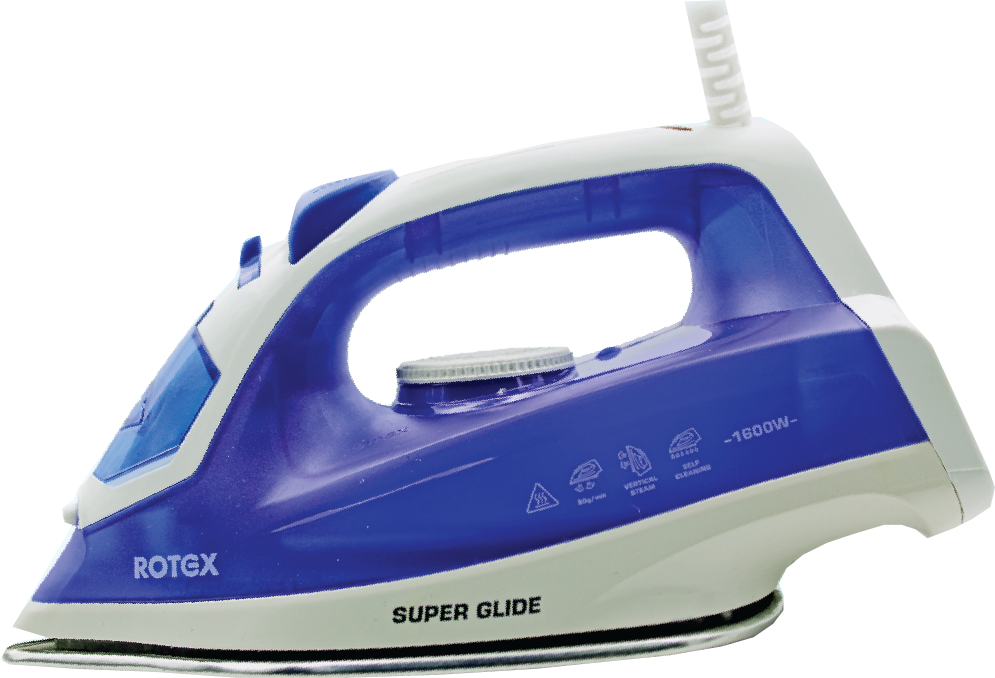 -1600W-
SELF
CLEANING
VERTICAL
STEAM
ROTEX
SUPER GLIDE